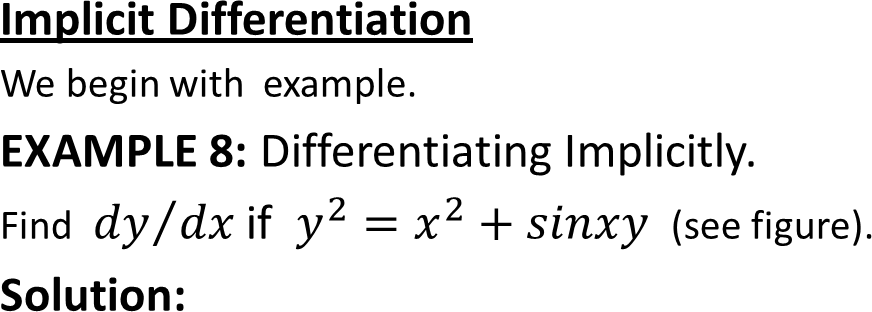 Implicit Differentiation
We begin with example.
EXAMPLE 8: Differentiating Implicitly.
Find dy/dx if y² = x² + sinxy (see figure).
Solution: